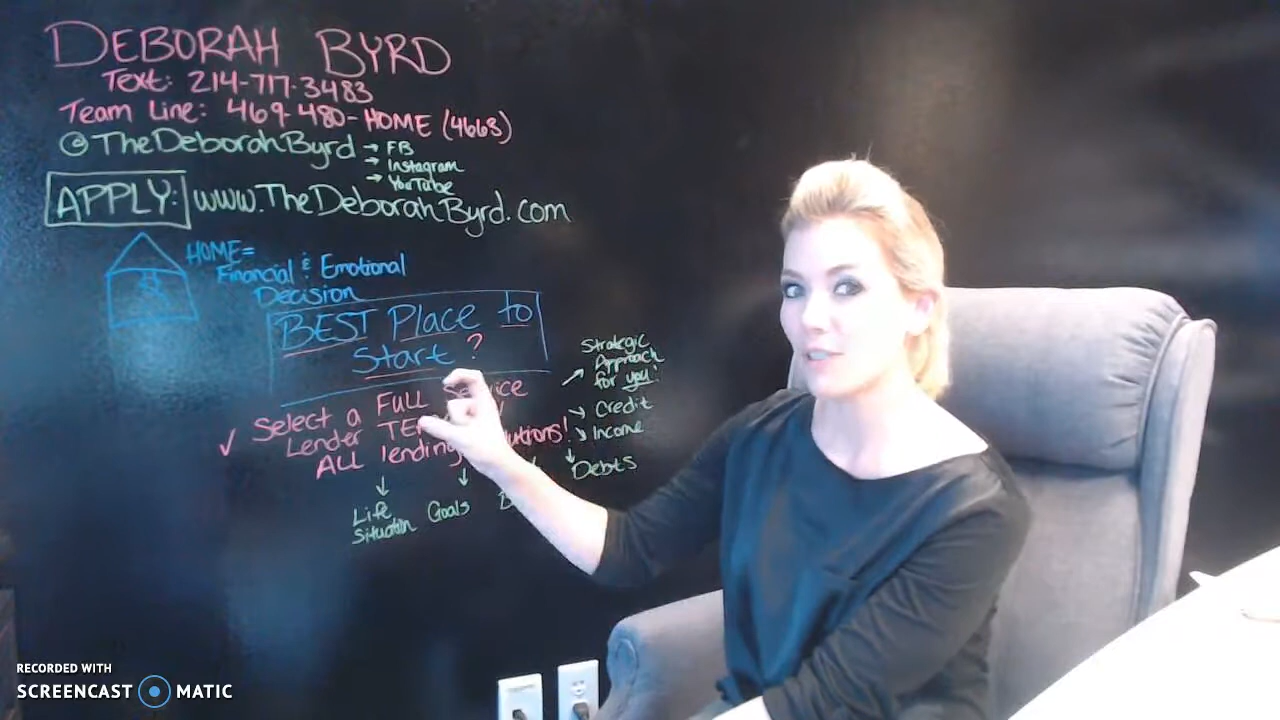 DEBORAH BYRD
Text: 214-717-3483
Team Line: 469-480-HOME (4663)
@TheDeborahByrd → FB
→ Instagram
→ YouTube
APPLY: www.TheDeborahByrd.com
HOME=
Financial & Emotional
Decision
BEST Place to
Start?
✓ Select a FULL
Lender
ALL lending
Strategic
Approach
for you!
Credit
Income
Debts
Life
Situation
Goals
RECORDED WITH
SCREENCAST MATIC